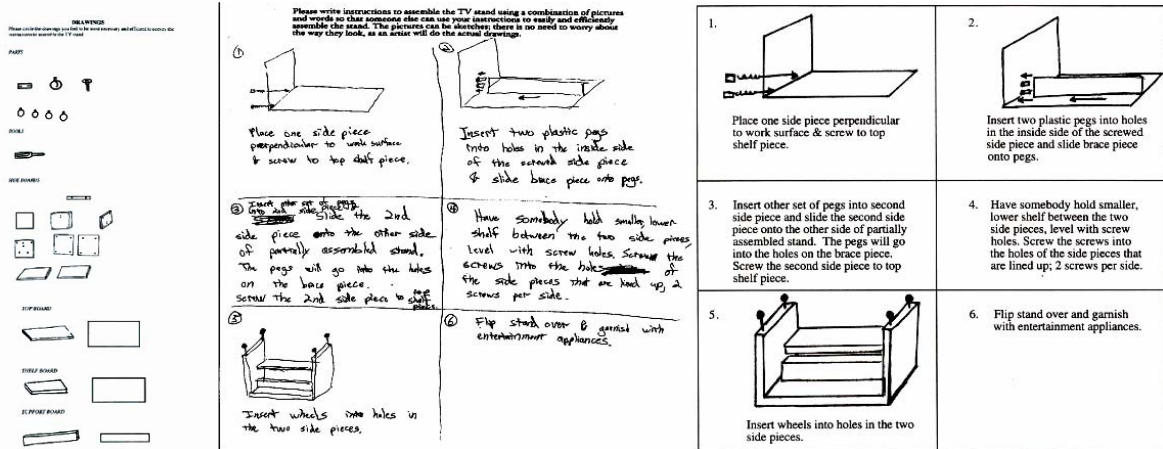 DRAWINGS
PARTS
TOOLS
SIDE BOARDS
TOP BOARD
SHELF BOARD
SUPPORT BOARD
Please write instructions to assemble the TV stand using a combination of pictures
and words so that someone else can use your instructions to easily and efficiently
assemble the stand. The pictures can be sketches; there is no need to worry about
the way they look, as an artist will do the actual drawings.
①
Place one side piece
perpendicular to work surface
& screw to top shelf piece.
②
Insert two plastic pegs
into holes in the inside side
of the screwed side piece
& slide brace piece onto pegs.
③ Insert other set of pegs
into 2nd side piece &
slide the 2nd
side piece onto the other side
of partially assembled stand.
The pegs will go into the holes
on the brace piece.
Screw the 2nd side piece to top
shelf
piece.
④ Have somebody hold smaller, lower
shelf between the two side pieces,
level with screw holes. Screw the
screws into the holes of
the side pieces that are lined up, 2
screws per side.
⑤
Insert wheels into holes in
the two side pieces.
⑥ Flip stand over & garnish with
entertainment appliances.
1.
Place one side piece perpendicular
to work surface & screw to top
shelf piece.
2.
Insert two plastic pegs into holes
in the inside side of the screwed
side piece and slide brace piece
onto pegs.
3. Insert other set of pegs into second
side piece and slide the second side
piece onto the other side of partially
assembled stand. The pegs will go
into the holes on the brace piece.
Screw the second side piece to top
shelf piece.
4. Have somebody hold smaller,
lower shelf between the two
side pieces, level with screw
holes. Screw the screws into
the holes of the side pieces that
are lined up; 2 screws per side.
5.
Insert wheels into holes in the two
side pieces.
6. Flip stand over and garnish
with entertainment appliances.